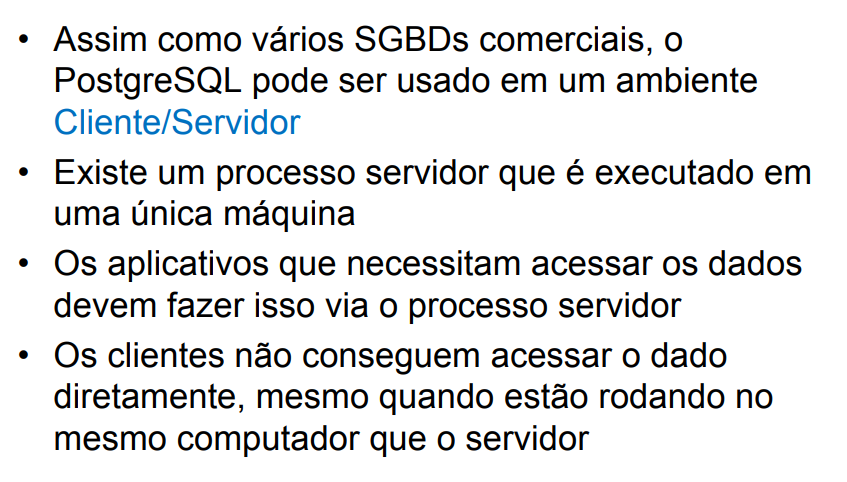 • Assim como vários SGBDs comerciais, o
PostgreSQL pode ser usado em um ambiente
Cliente/Servidor
• Existe um processo servidor que é executado em
uma única máquina
• Os aplicativos que necessitam acessar os dados
devem fazer isso via o processo servidor
• Os clientes não conseguem acessar o dado
diretamente, mesmo quando estão rodando no
mesmo computador que o servidor